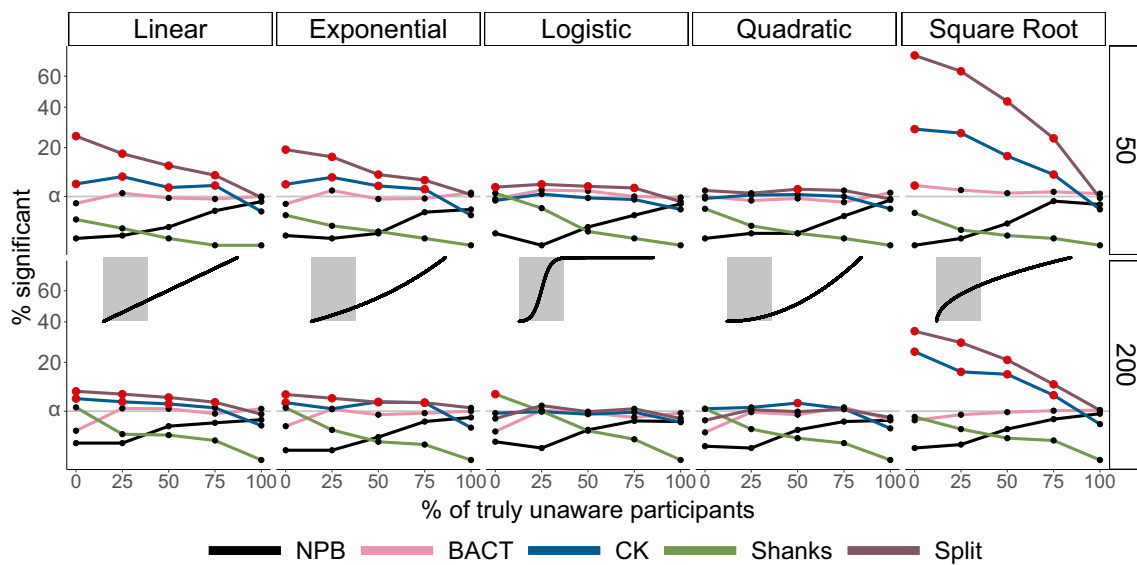 Linear Exponential Logistic Quadratic Square Root
60
40
20
α
50
% significant
60
40
20
α
200
0 25 50 75 100 0 25 50 75 100 0 25 50 75 100 0 25 50 75 100 0 25 50 75 100
% of truly unaware participants
NPB BACT CK Shanks Split